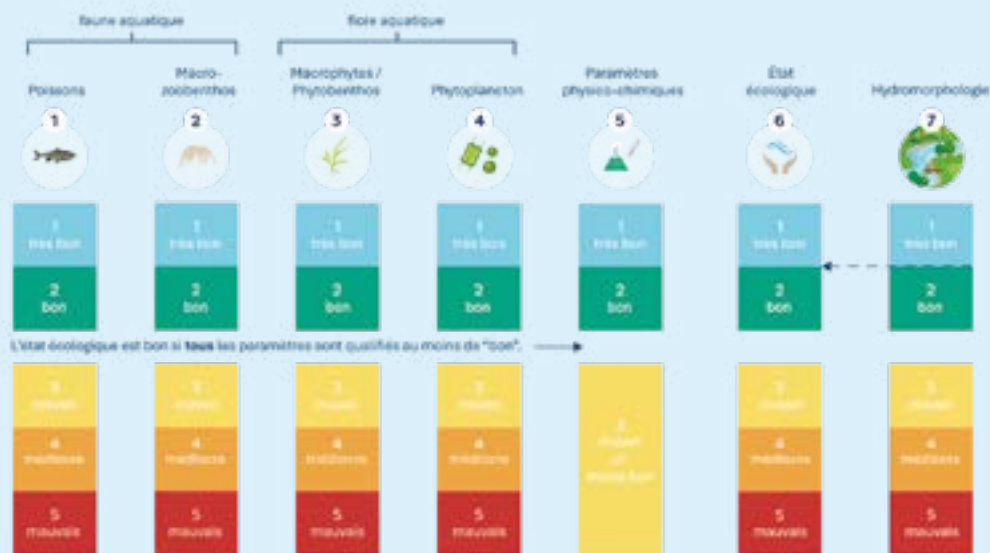 faune aquatique
flore aquatique
Poissons
Macro-
zoobenthos
Macrophytes /
Phytobenthos
Phytoplancton
Paramètres
physico-chimiques
État
écologique
Hydromorphologie
1
2
3
4
5
6
7
1
très bon
1
très bon
1
très bon
1
très bon
1
très bon
1
très bon
1
très bon
2
bon
2
bon
2
bon
2
bon
2
bon
2
bon
2
bon
L'état écologique est bon si tous les paramètres sont qualifiés au moins de "bon".
3
moyen
3
moyen
3
moyen
3
moyen
3
moyen
3
moyen
3
4
médiocre
4
médiocre
4
médiocre
4
médiocre
4
médiocre
4
médiocre
5
mauvais
5
mauvais
5
mauvais
5
mauvais
5
mauvais
5
mauvais